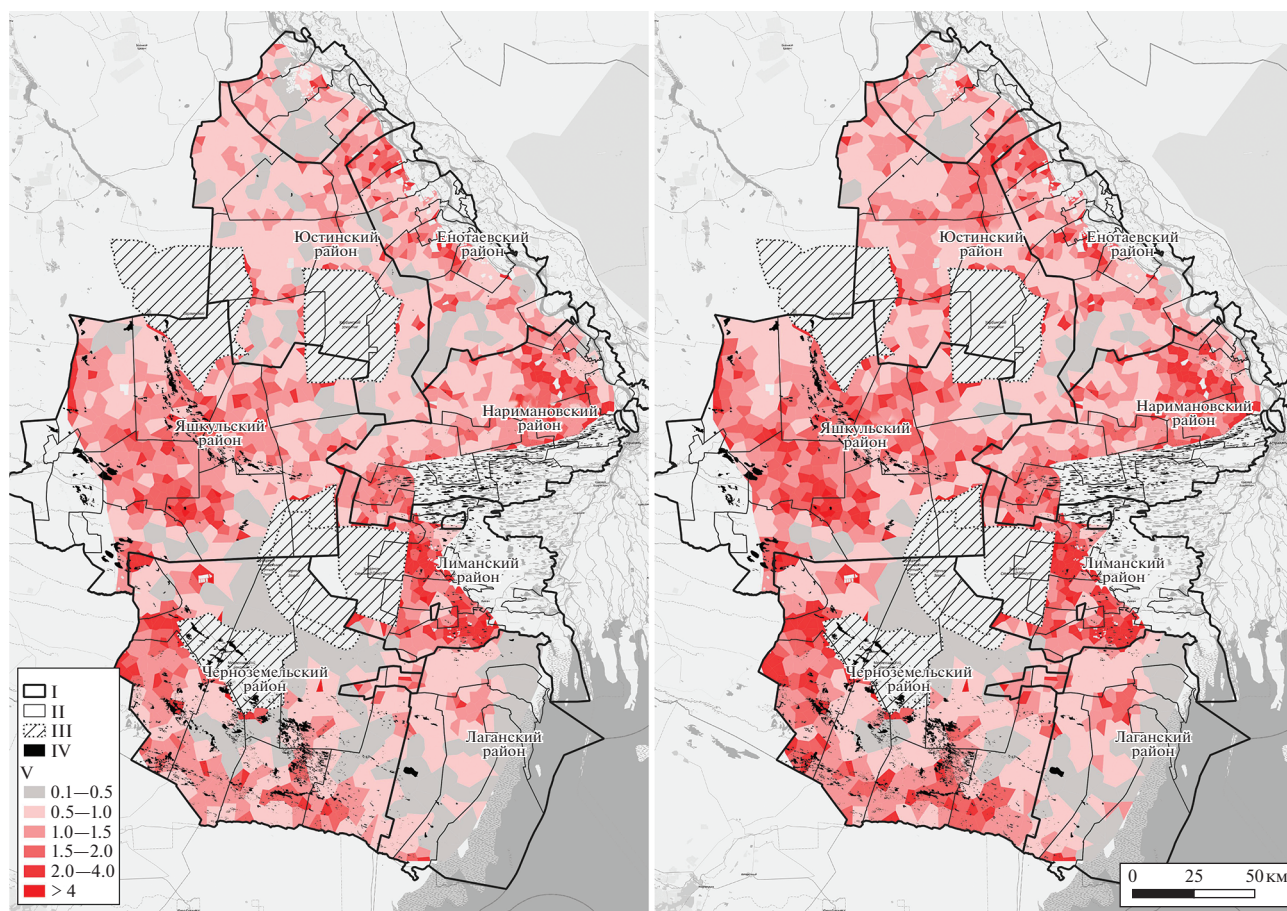 Юстинский
район
Енотаевский
район
Наримановский
район
Яшкульский
район
Лиманский
район
Черноземельский
район
Лаганский
район
I
II
III
IV
V
0.1—0.5
0.5—1.0
1.0—1.5
1.5—2.0
2.0—4.0
> 4
Юстинский
район
Енотаевский
район
Наримановский
район
Яшкульский
район
Лиманский
район
Черноземельский
район
Лаганский
район
0 25 50 км